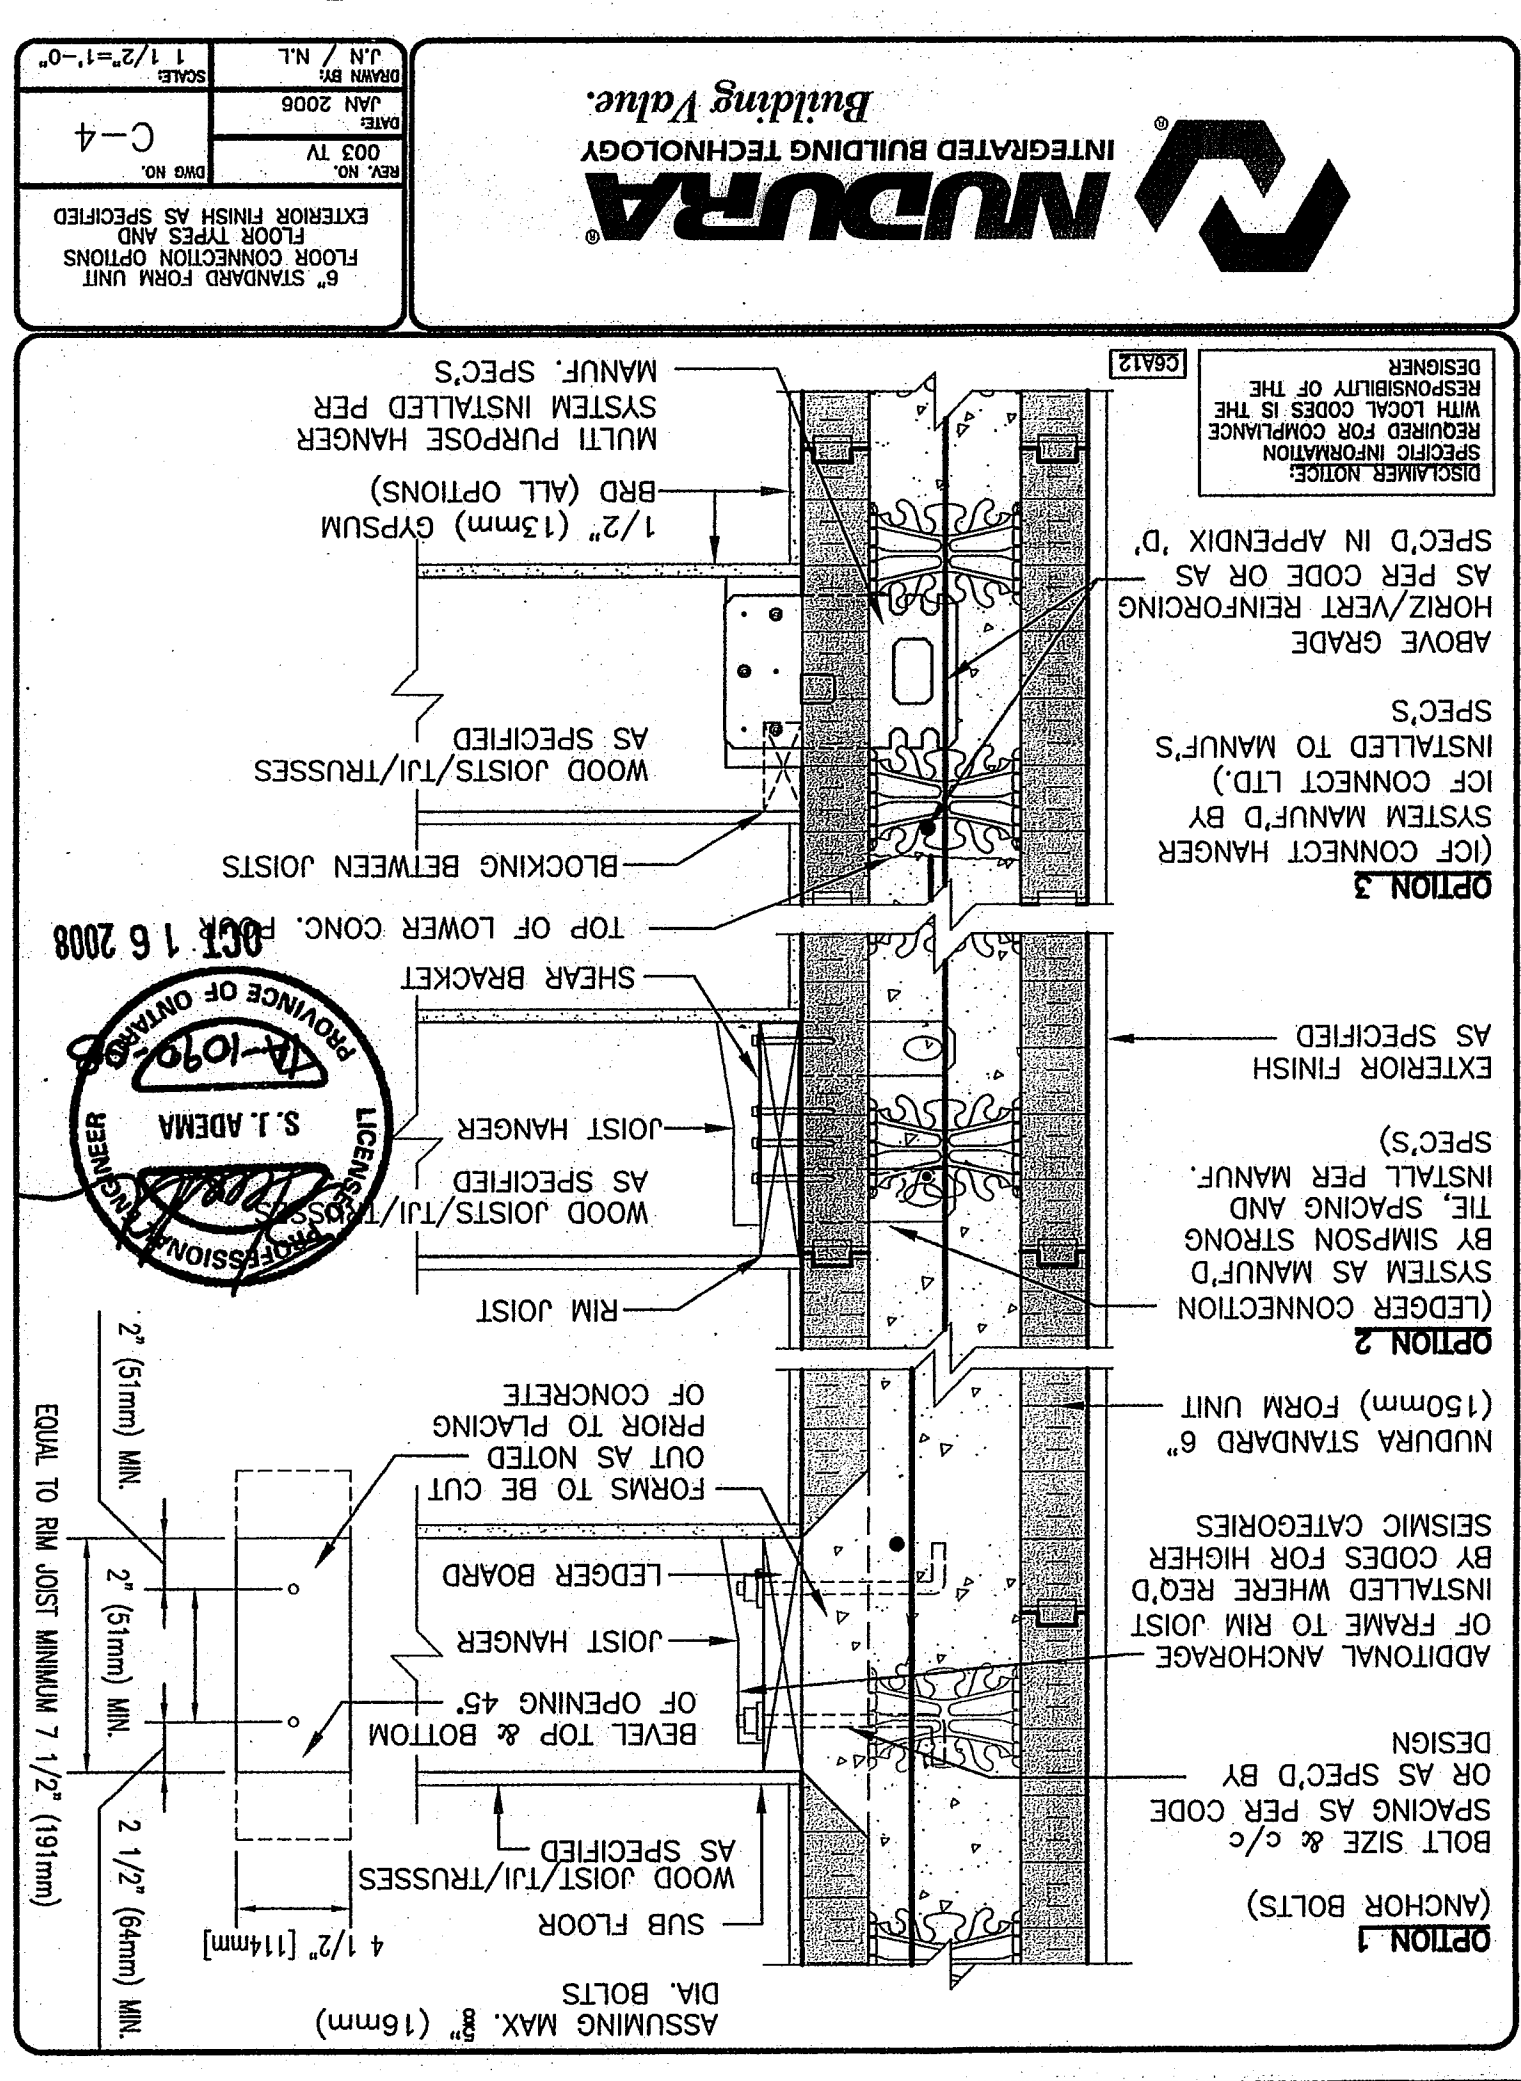 ASSUMING MAX. 5/8" (16mm)
DIA. BOLTS
OPTION 1
(ANCHOR BOLTS)
BOLT SIZE & c/c
SPACING AS PER CODE
OR AS SPEC'D BY
DESIGN
ADDITONAL ANCHORAGE
OF FRAME TO RIM JOIST
INSTALLED WHERE REQ'D
BY CODES FOR HIGHER
SEISMIC CATEGORIES
NUDURA STANDARD 6"
(150mm) FORM UNIT
SUB FLOOR
WOOD JOIST/TJI/TRUSSES
AS SPECIFIED
BEVEL TOP & BOTTOM
OF OPENING 45°
JOIST HANGER
LEDGER BOARD
FORMS TO BE CUT
OUT AS NOTED
PRIOR TO PLACING
OF CONCRETE
4 1/2" [114mm]
2 1/2" (64mm) MIN.
2" (51mm) MIN.
2" (51mm) MIN.
EQUAL TO RIM JOIST MINIMUM 7 1/2" (191mm)
OPTION 2
(LEDGER CONNECTION
SYSTEM AS MANUF'D
BY SIMPSON STRONG
TIE, SPACING AND
INSTALL PER MANUF.
SPEC'S)
EXTERIOR FINISH
AS SPECIFIED
RIM JOIST
WOOD JOISTS/TJI/TRUSSES
AS SPECIFIED
JOIST HANGER
SHEAR BRACKET
TOP OF LOWER CONC. POUR
LICENSED PROFESSIONAL ENGINEER
S. J. ADEMA
PROVINCE OF ONTARIO
OCT 16 2008
OPTION 3
(ICF CONNECT HANGER
SYSTEM MANUF'D BY
ICF CONNECT LTD.)
INSTALLED TO MANUF'S
SPEC'S
ABOVE GRADE
HORIZ/VERT REINFORCING
AS PER CODE OR AS
SPEC'D IN APPENDIX 'D'
BLOCKING BETWEEN JOISTS
WOOD JOISTS/TJI/TRUSSES
AS SPECIFIED
1/2" (13mm) GYPSUM
BRD (ALL OPTIONS)
MULTI PURPOSE HANGER
SYSTEM INSTALLED PER
MANUF. SPEC'S
DISCLAIMER NOTICE:
SPECIFIC INFORMATION
REQUIRED FOR COMPLIANCE
WITH LOCAL CODES IS THE
RESPONSIBILITY OF THE
DESIGNER
C6A12
NUDURA®
INTEGRATED BUILDING TECHNOLOGY
Building Value.
®
6" STANDARD FORM UNIT
FLOOR CONNECTION OPTIONS
FLOOR TYPES AND
EXTERIOR FINISH AS SPECIFIED
REV. NO.
003 TV
DATE:
JAN 2006
DRAWN BY:
J.N / N.L
DWG NO.
C-4
SCALE:
1 1/2"=1'-0"